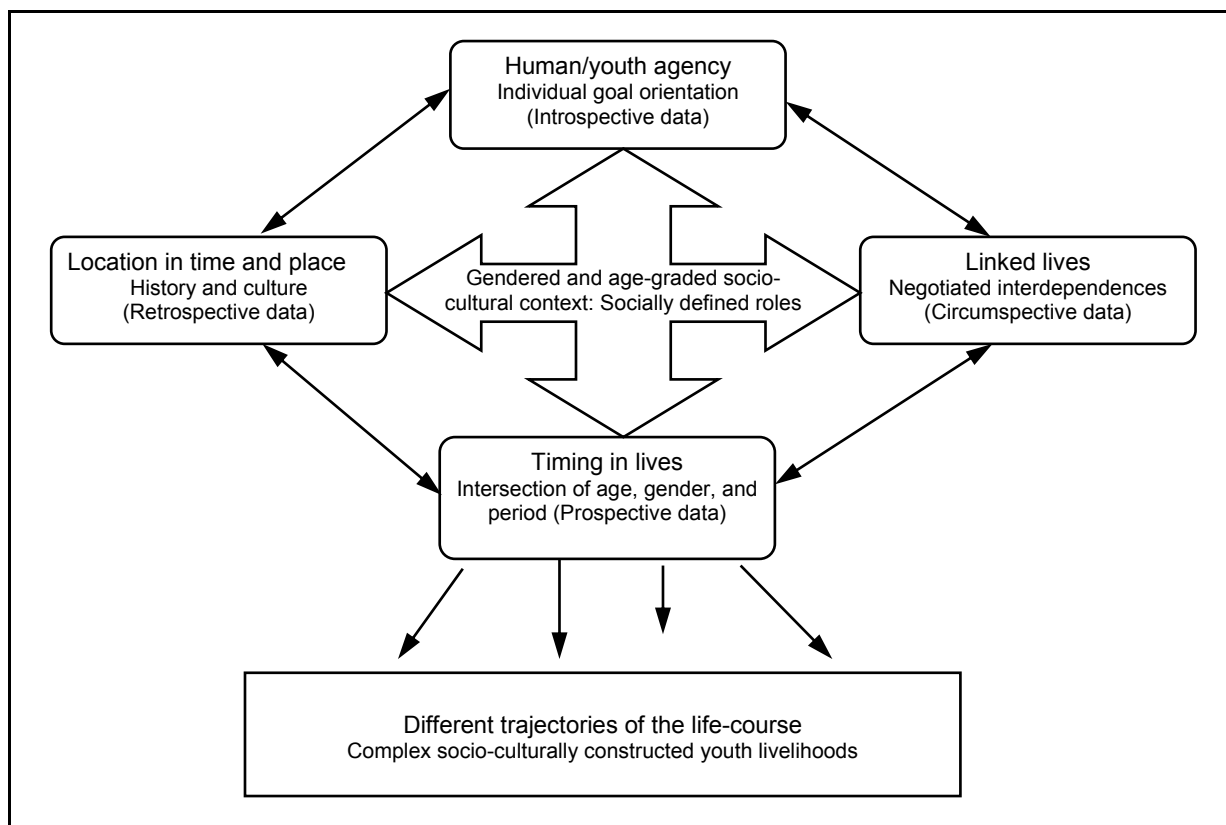 Human/youth agency
Individual goal orientation
(Introspective data)
Location in time and place
History and culture
(Retrospective data)
Gendered and age-graded socio-
cultural context: Socially defined roles
Linked lives
Negotiated interdependences
(Circumspective data)
Timing in lives
Intersection of age, gender, and
period (Prospective data)
Different trajectories of the life-course
Complex socio-culturally constructed youth livelihoods